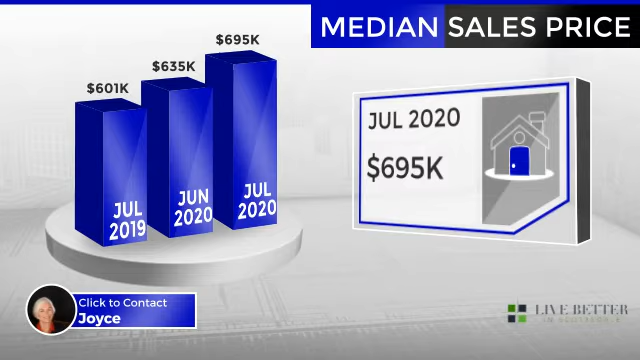 MEDIAN SALES PRICE
$601K
$635K
$695K
JUL
2019
JUN
2020
JUL
2020
JUL 2020
$695K
Click to Contact
Joyce
LIVE BETTER